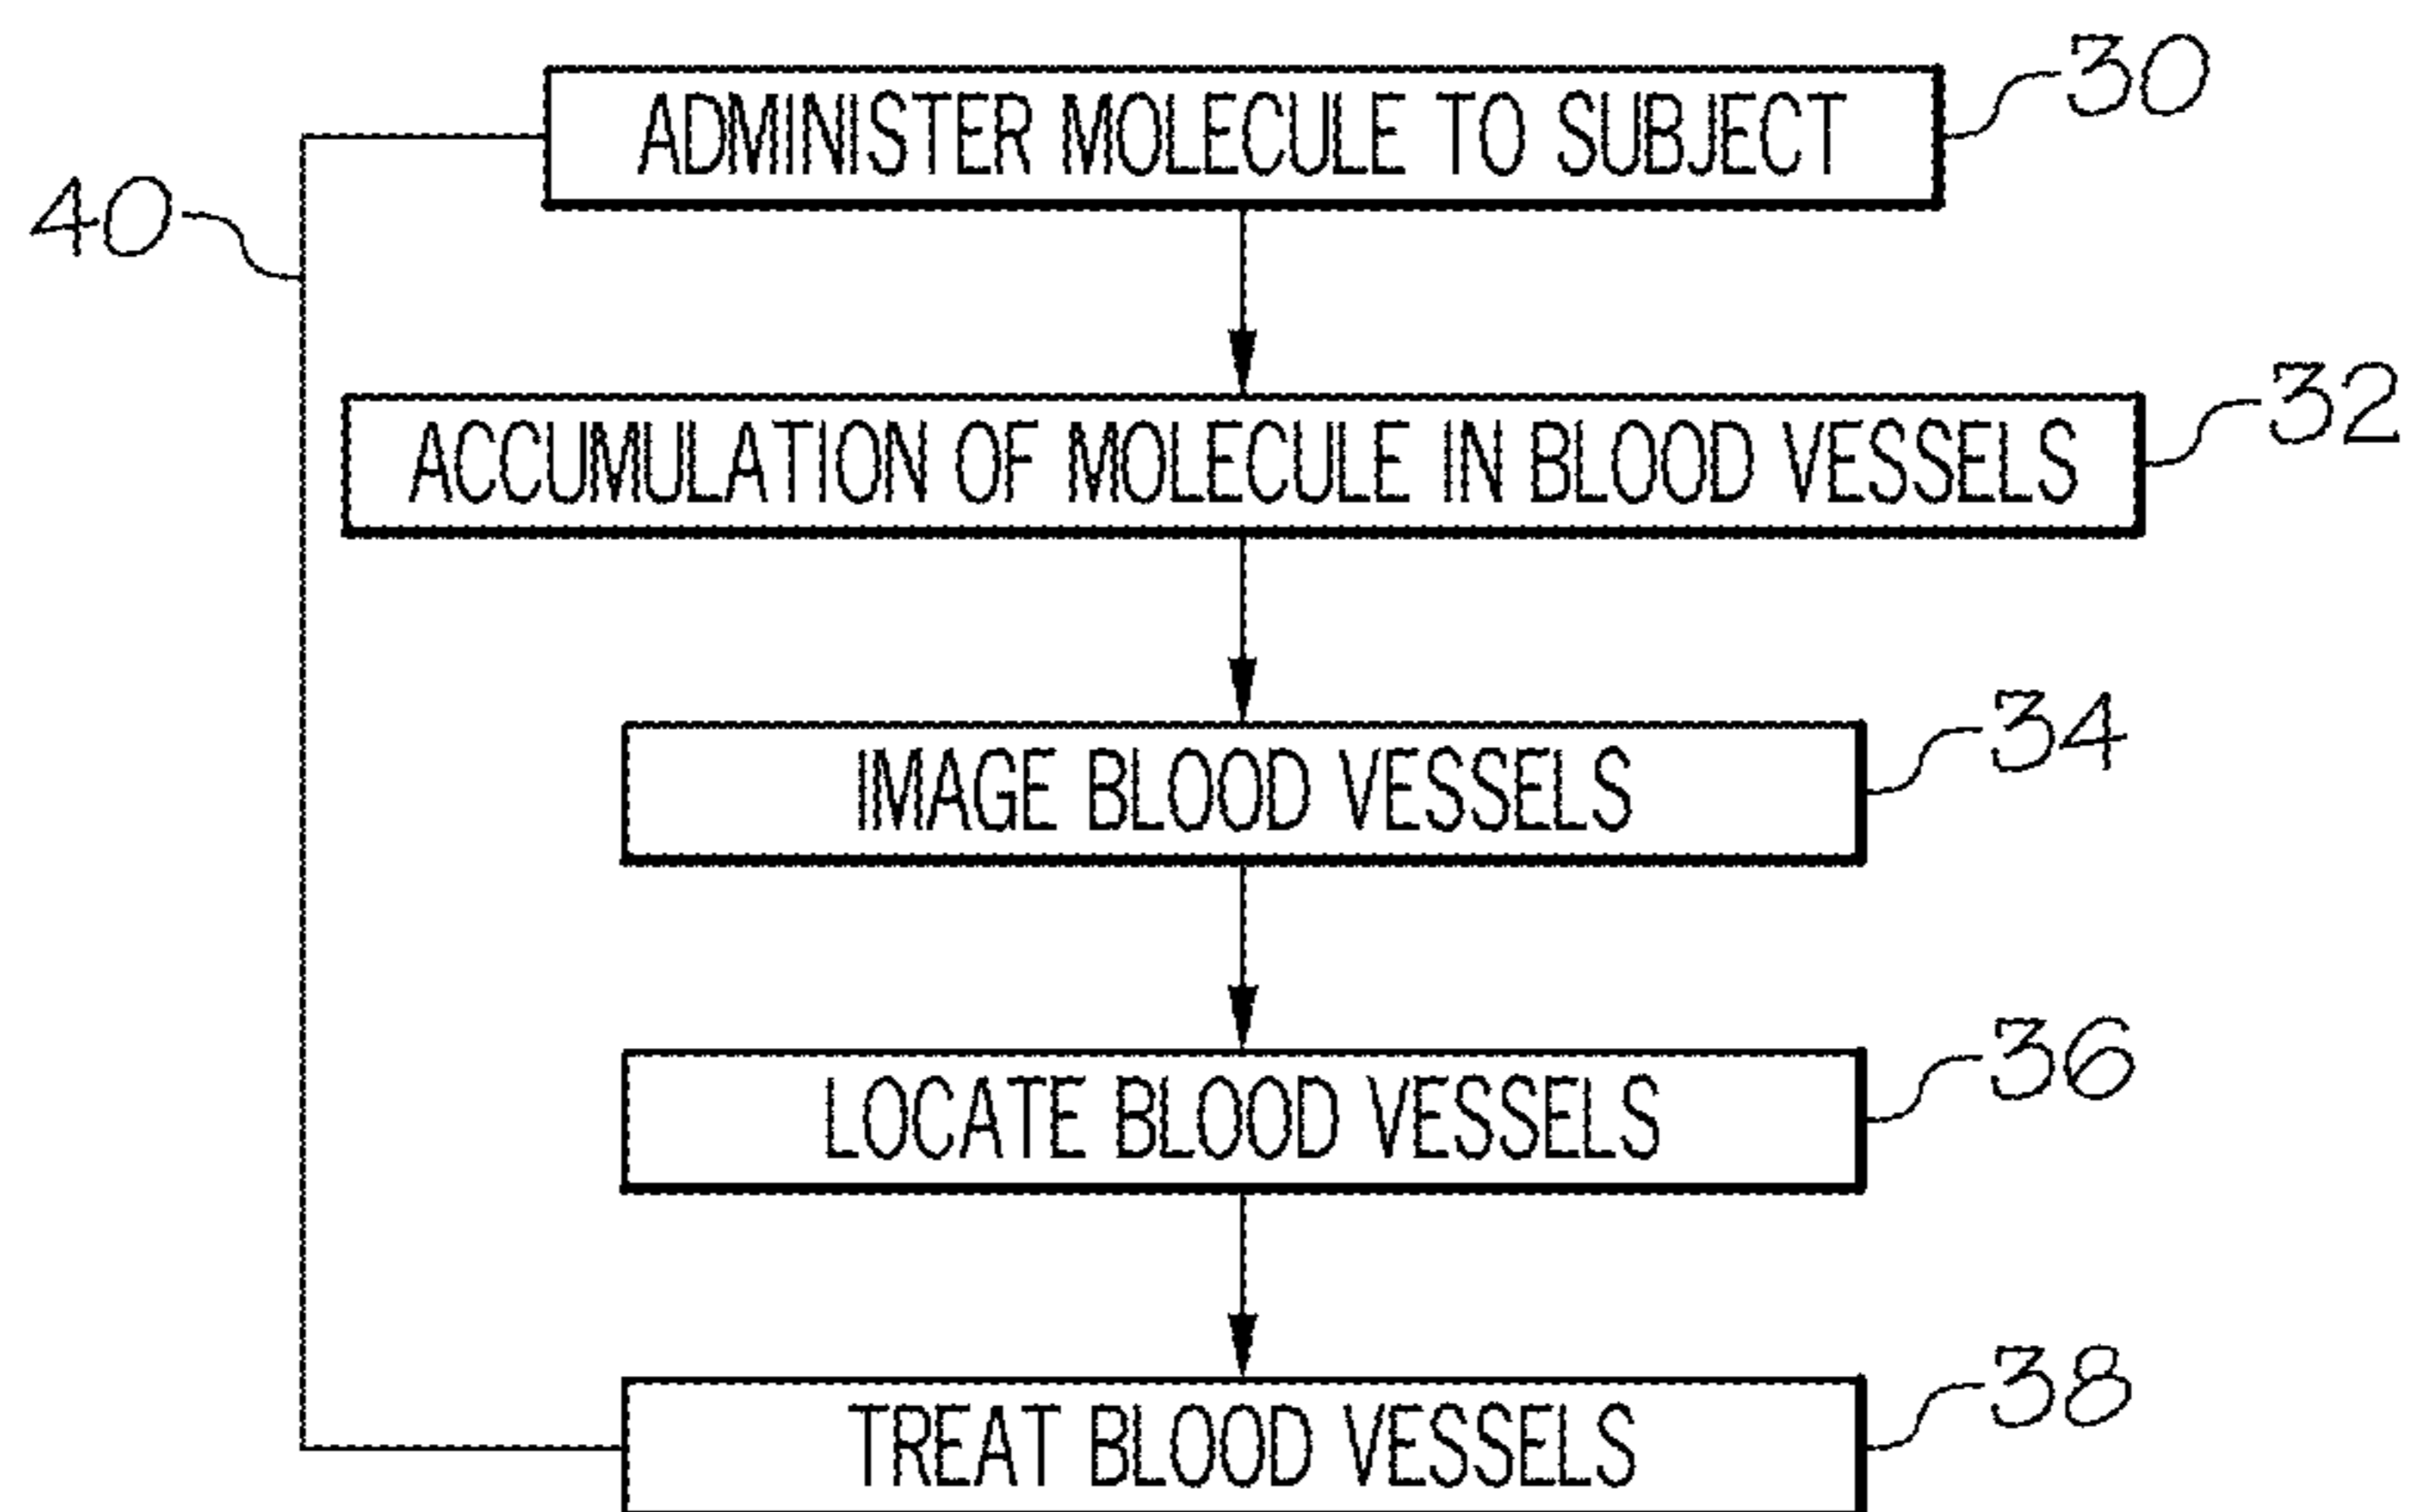 ADMINISTER MOLECULE TO SUBJECT
30
40
ACCUMULATION OF MOLECULE IN BLOOD VESSELS
32
IMAGE BLOOD VESSELS
34
LOCATE BLOOD VESSELS
36
TREAT BLOOD VESSELS
38